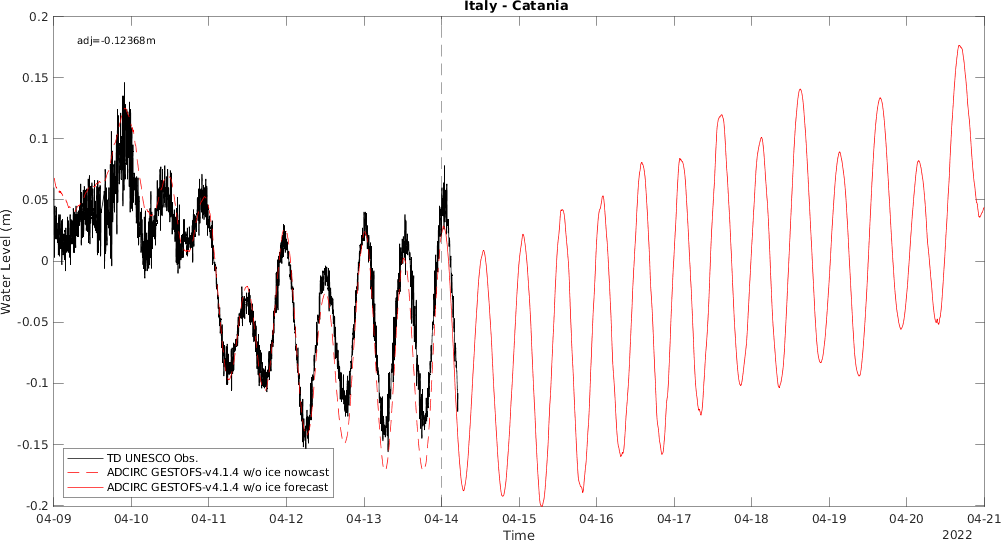 Italy - Catania
adj=-0.12368m
0.2
0.15
0.1
0.05
0
-0.05
-0.1
-0.15
-0.2
Water Level (m)
TD UNESCO Obs.
ADCIRC GESTOFS-v4.1.4 w/o ice nowcast
ADCIRC GESTOFS-v4.1.4 w/o ice forecast
04-09 04-10 04-11 04-12 04-13 04-14 04-15 04-16 04-17 04-18 04-19 04-20 04-21
Time
2022